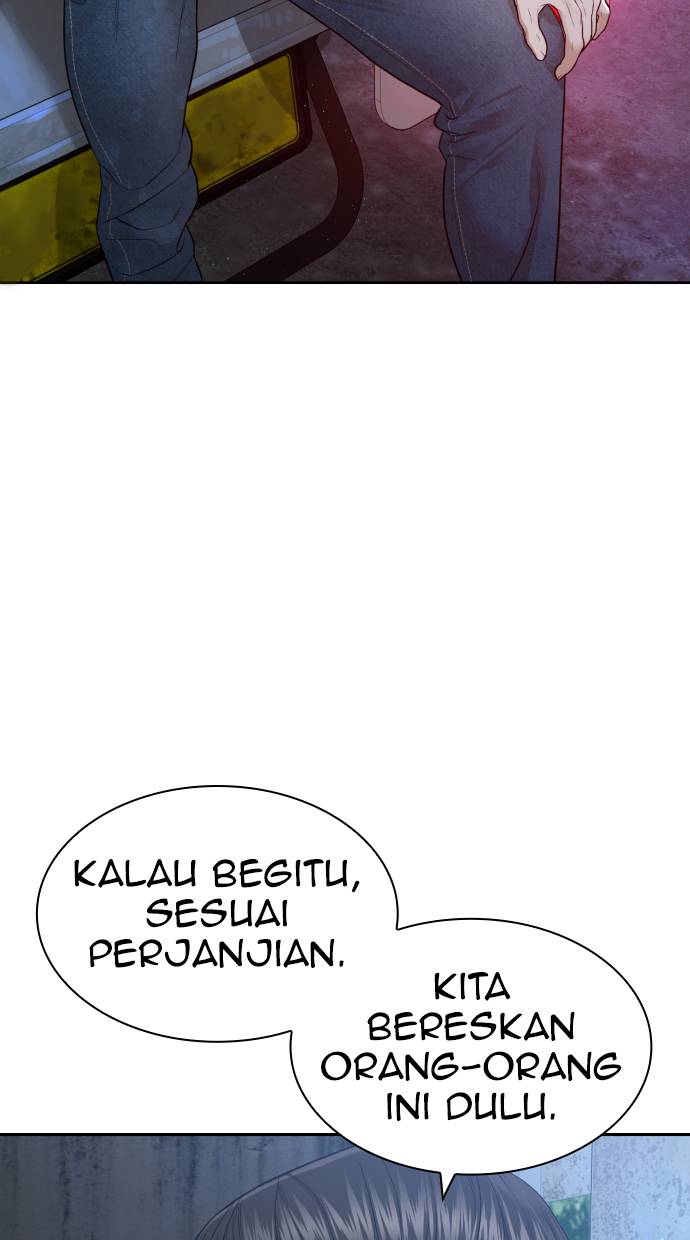 KALAU BEGITU,
SESUAI
PERJANJIAN.
KITA
BERESKAN
ORANG-ORANG
INI DULU.